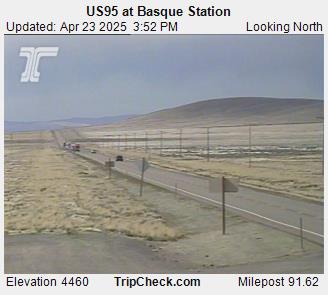 US95 at Basque Station
Updated: Apr 23 2025 3:52 PM Looking North
Elevation 4460 TripCheck.com Milepost 91.62